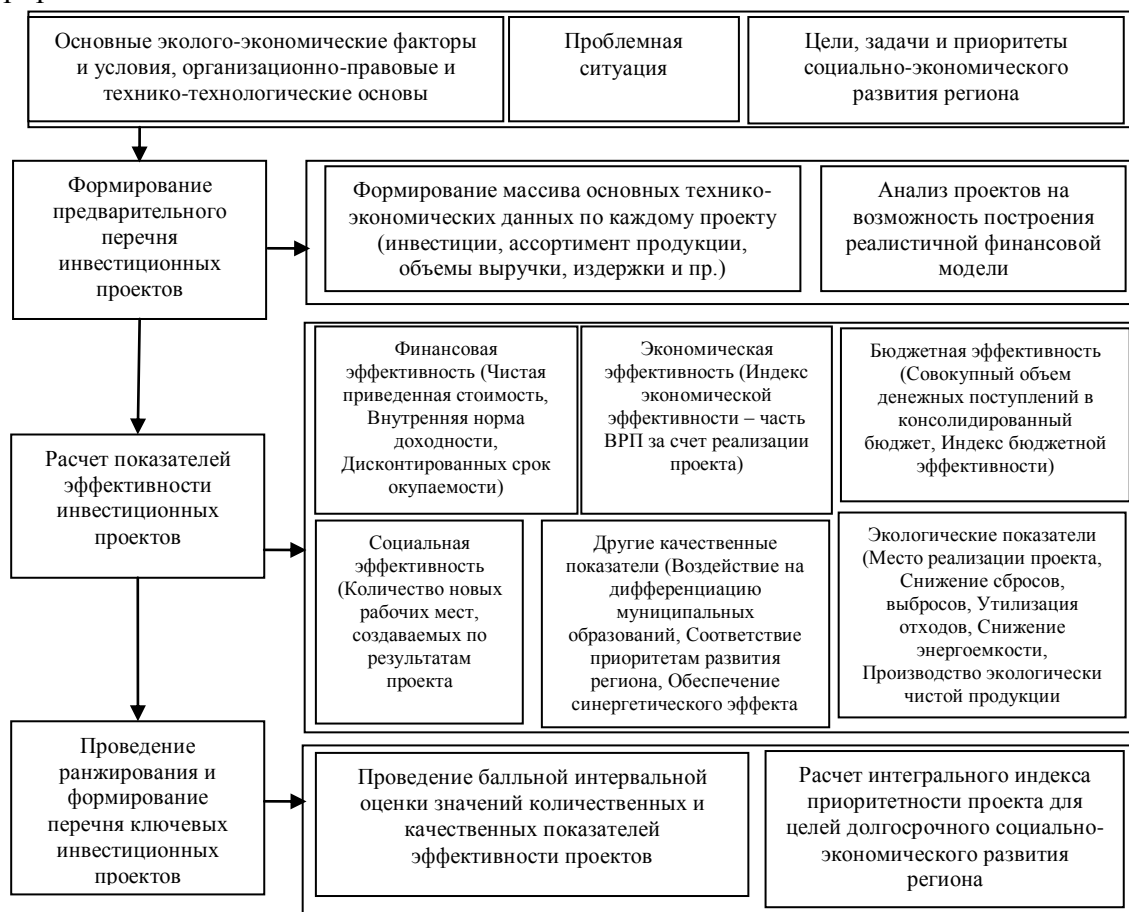 Основные эколого-экономические факторы
и условия, организационно-правовые и
технико-технологические основы
Проблемная
ситуация
Цели, задачи и приоритеты
социально-экономического
развития региона
Формирование
предварительного
перечня
инвестиционных
проектов
Формирование массива основных технико-
экономических данных по каждому проекту
(инвестиции, ассортимент продукции,
объемы выручки, издержки и пр.)
Анализ проектов на
возможность построения
реалистичной финансовой
модели
Расчет показателей
эффективности
инвестиционных
проектов
Финансовая
эффективность (Чистая
приведенная стоимость,
Внутренняя норма
доходности,
Дисконтированных срок
окупаемости)
Экономическая
эффективность (Индекс
экономической
эффективности – часть
ВРП за счет реализации
проекта)
Бюджетная эффективность
(Совокупный объем
денежных поступлений в
консолидированный
бюджет, Индекс бюджетной
эффективности)
Социальная
эффективность
(Количество новых
рабочих мест,
создаваемых по
результатам
проекта
Другие качественные
показатели (Воздействие на
дифференциацию
муниципальных
образований, Соответствие
приоритетам развития
региона, Обеспечение
синергетического эффекта
Экологические показатели
(Место реализации проекта,
Снижение сбросов,
выбросов, Утилизация
отходов, Снижение
энергоемкости,
Производство экологически
чистой продукции
Проведение
ранжирования и
формирование
перечня ключевых
инвестиционных
проектов
Проведение балльной интервальной
оценки значений количественных и
качественных показателей
эффективности проектов
Расчет интегрального индекса
приоритетности проекта для
целей долгосрочного социально-
экономического развития
региона